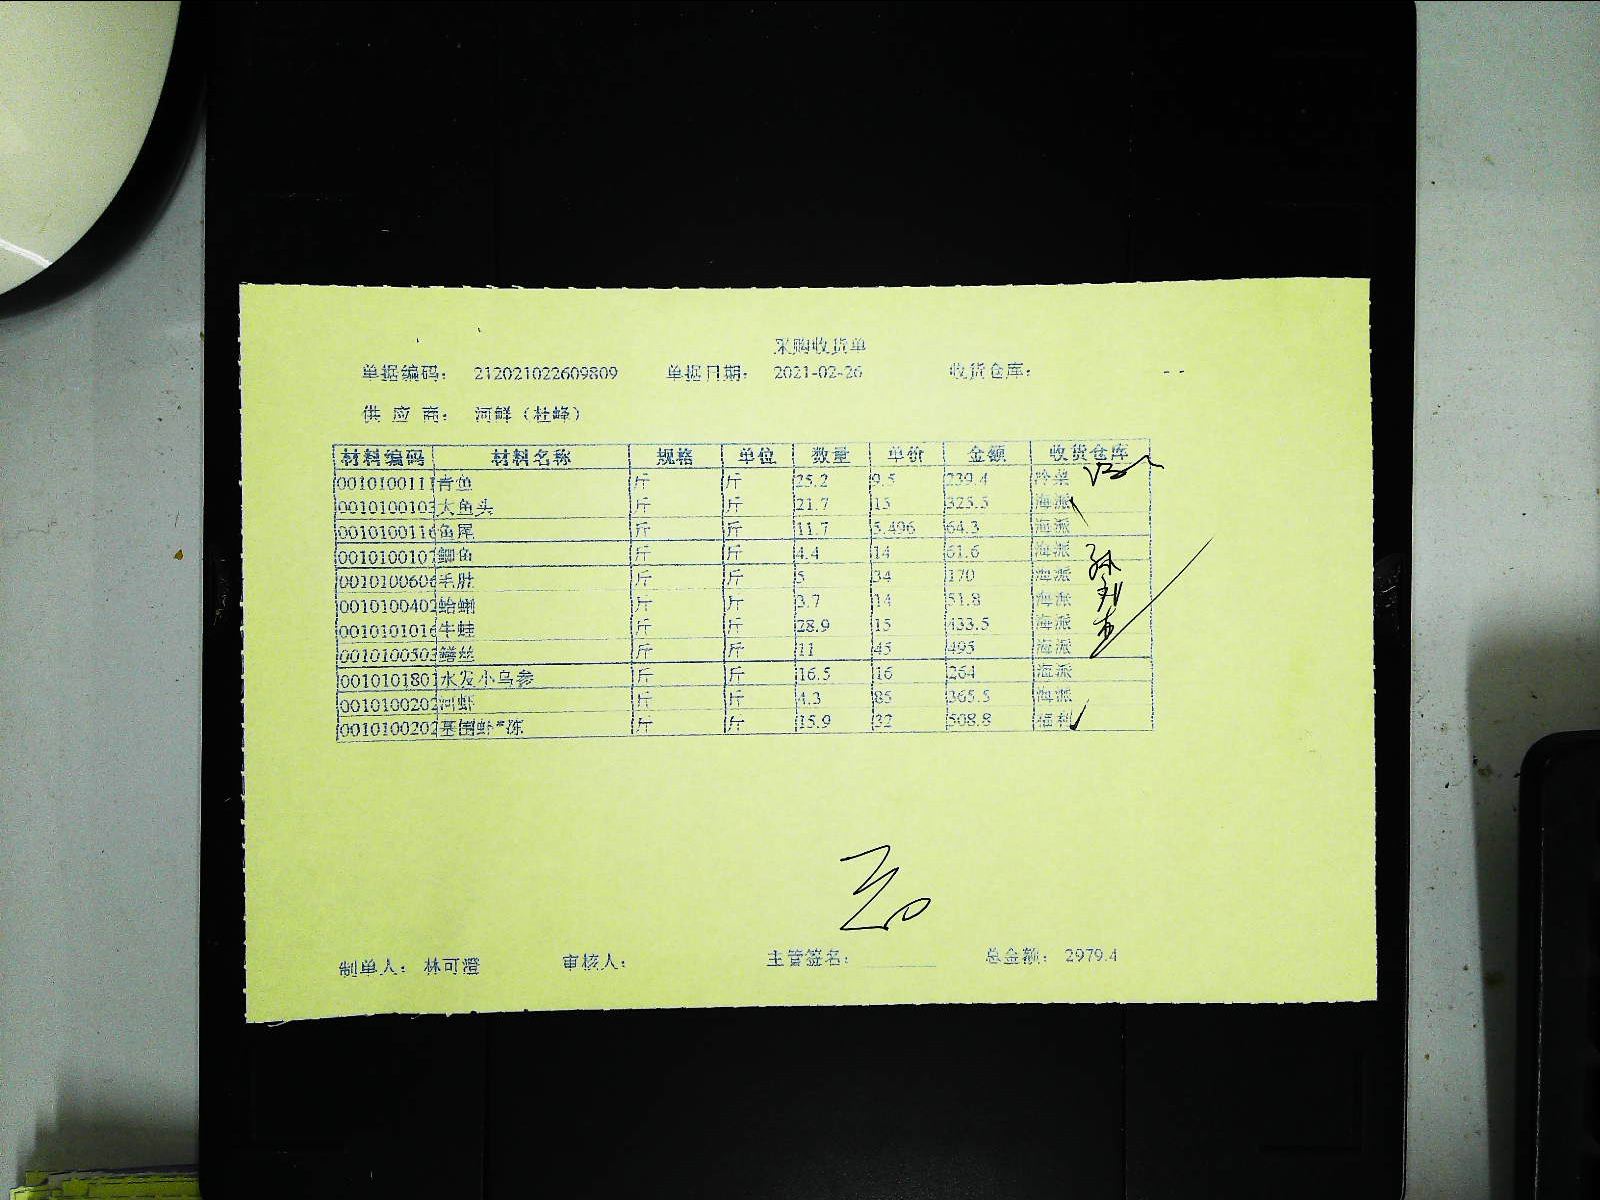 采购收货单
单据编码： 212021022609809 单据日期： 2021-02-26 收货仓库： --
供 应 商： 河鲜（杜峰）
材料编码 材料名称 规格 单位 数量 单价 金额 收货仓库
0010100111 青鱼 斤 斤 25.2 9.5 239.4 冷菜
0010100103 大鱼头 斤 斤 21.7 15 325.5 海派
0010100116 鱼尾 斤 斤 11.7 5.496 64.3 海派
0010100107 鲫鱼 斤 斤 4.4 14 61.6 海派
0010100606 毛肚 斤 斤 5 34 170 海派
0010100402 蛤蜊 斤 斤 3.7 14 51.8 海派
0010101016 牛蛙 斤 斤 28.9 15 433.5 海派
0010100503 鳝丝 斤 斤 11 45 495 海派
0010101801 水发小乌参 斤 斤 16.5 16 264 海派
0010100202 河虾 斤 斤 4.3 85 365.5 海派
0010100202 基围虾*冻 斤 斤 15.9 32 508.8 福利
制单人： 林可澄 审核人： 主管签名： 总金额： 2979.4